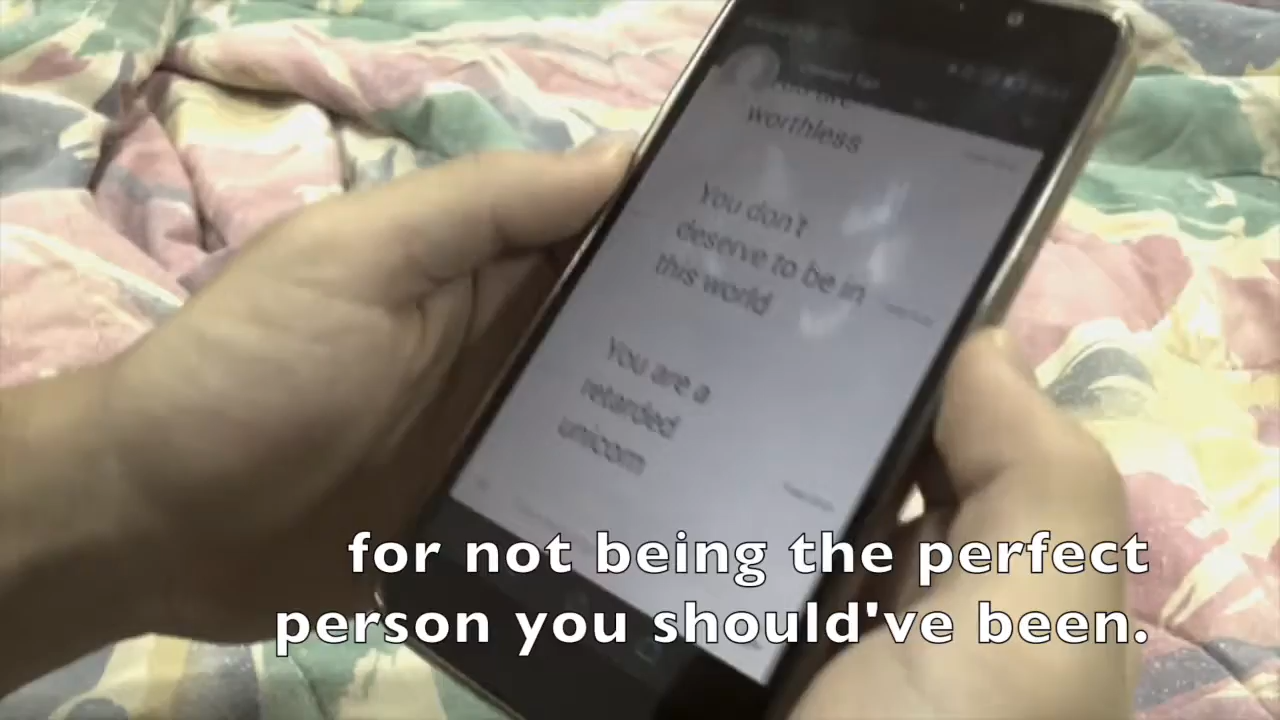 worthless
You don't
deserve to be in
this world
You are a
retarded
unicorn
for not being the perfect
person you should've been.